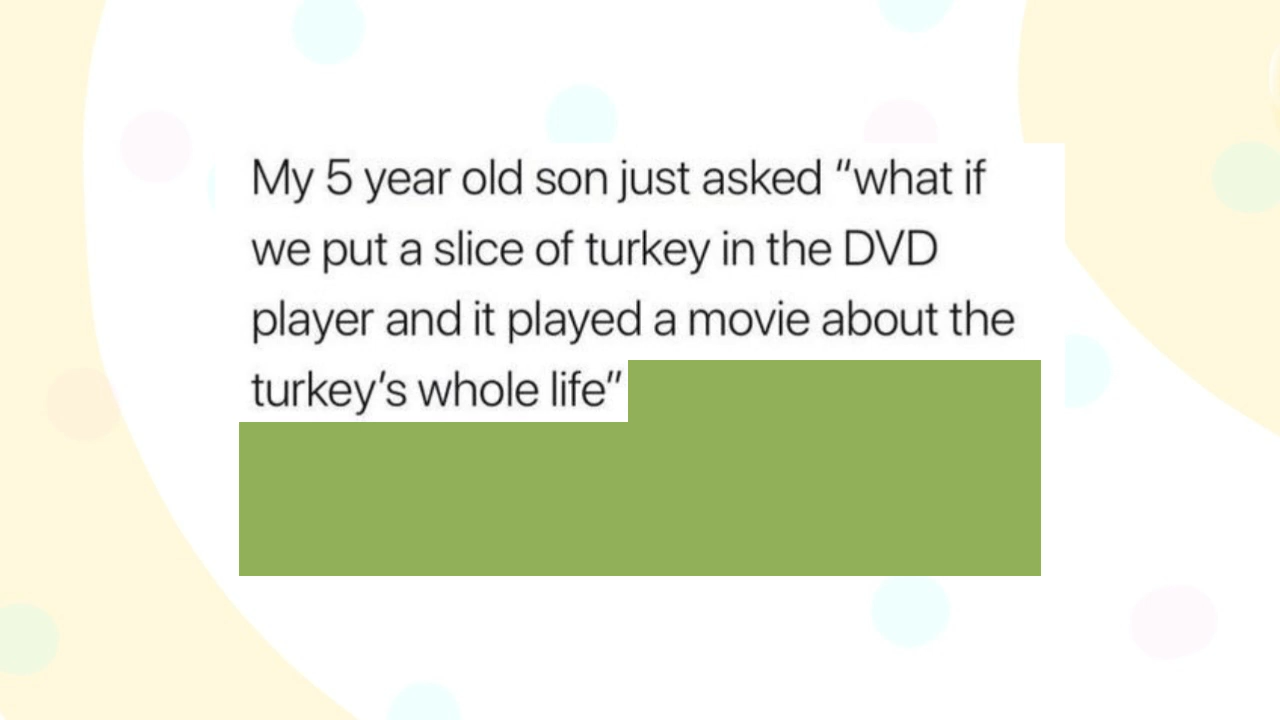 My 5 year old son just asked “what if
we put a slice of turkey in the DVD
player and it played a movie about the
turkey’s whole life”